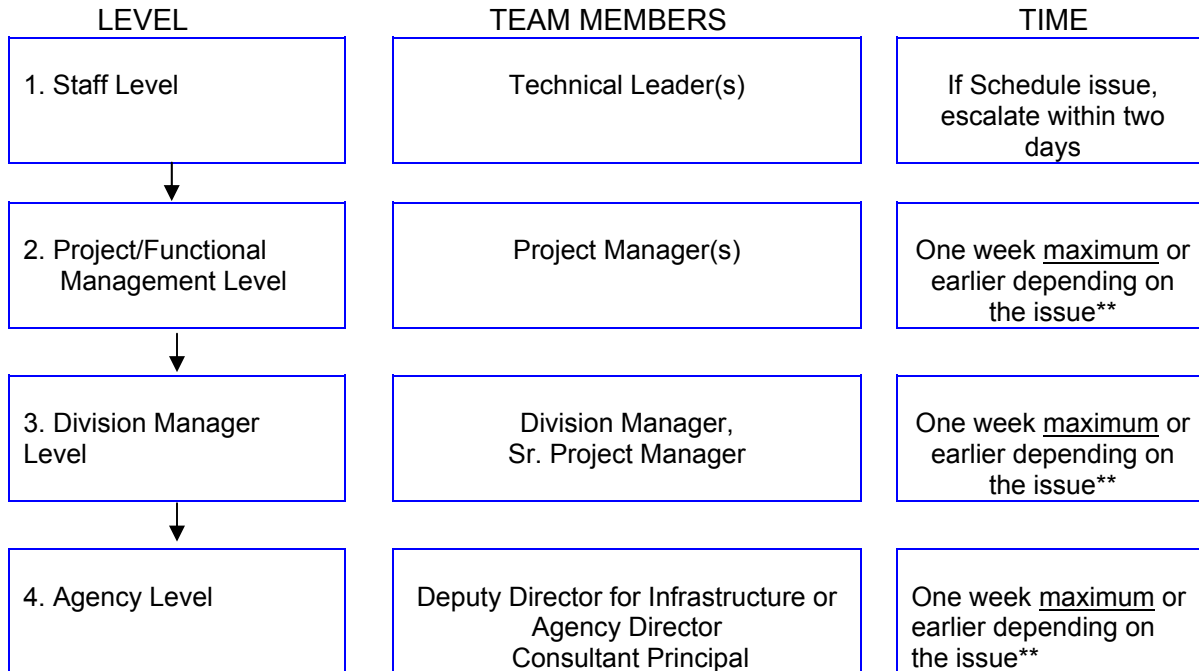 LEVEL
TEAM MEMBERS
TIME
1. Staff Level
Technical Leader(s)
If Schedule issue,
escalate within two
days
2. Project/Functional
Management Level
Project Manager(s)
One week maximum or
earlier depending on
the issue**
3. Division Manager
Level
Division Manager,
Sr. Project Manager
One week maximum or
earlier depending on
the issue**
4. Agency Level
Deputy Director for Infrastructure or
Agency Director
Consultant Principal
One week maximum or
earlier depending on
the issue**